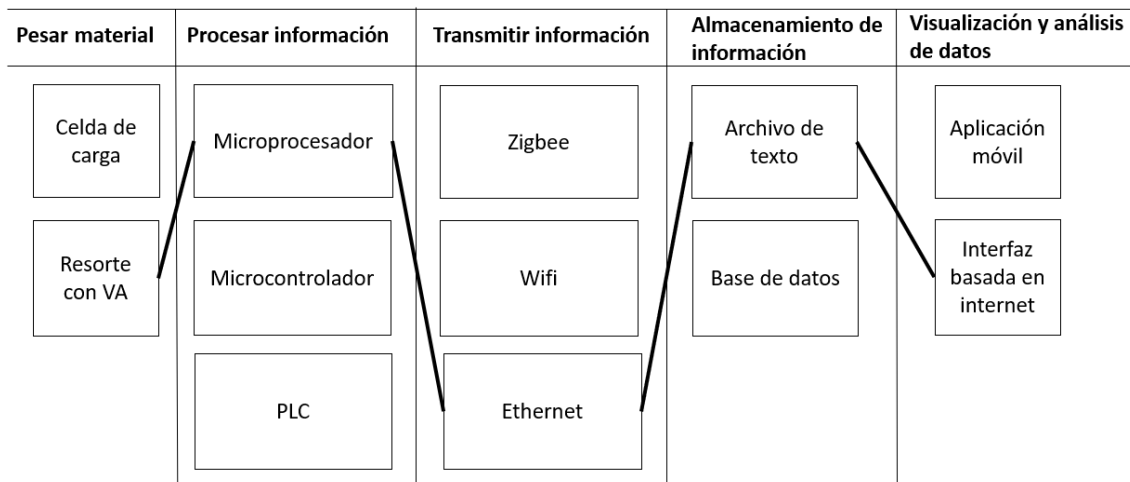 Pesar material
Procesar información
Transmitir información
Almacenamiento de
información
Visualización y análisis
de datos
Celda de
carga
Microprocesador
Zigbee
Archivo de
texto
Aplicación
móvil
Resorte
con VA
Microcontrolador
Wifi
Base de datos
Interfaz
basada en
internet
PLC
Ethernet